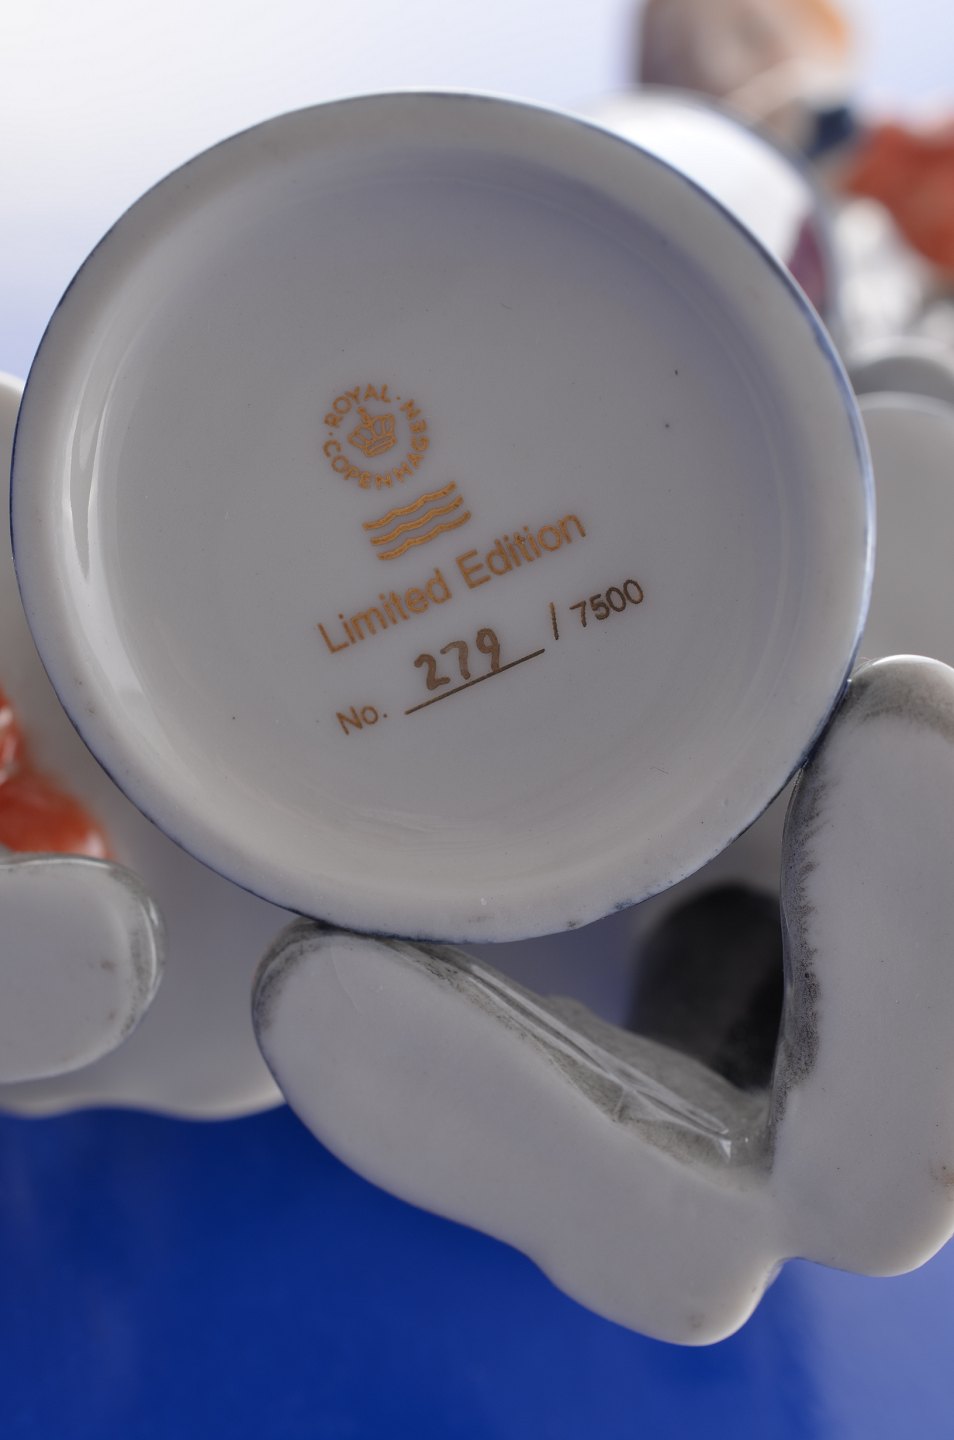 ROYAL · COPENHAGEN ·
Limited Edition
No. 279 / 7500